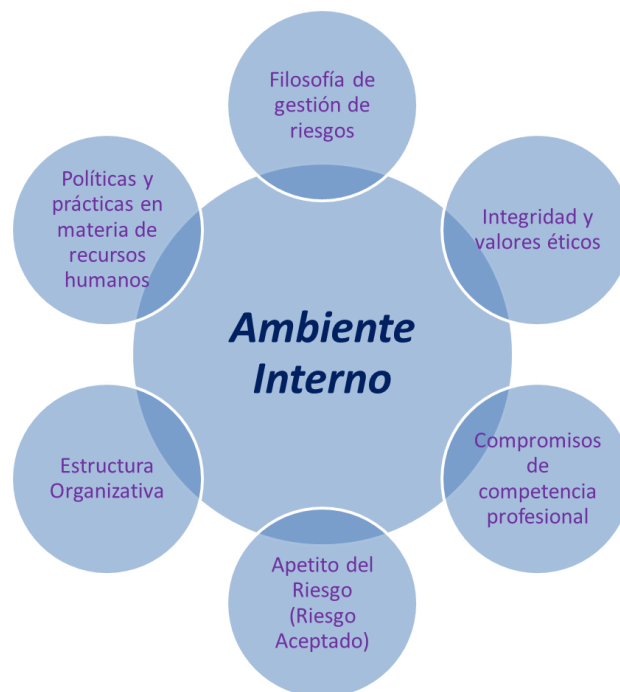 Filosofía de
gestión de
riesgos
Políticas y
prácticas en
materia de
recursos
humanos
Integridad y
valores éticos
Ambiente
Interno
Estructura
Organizativa
Compromisos
de
competencia
profesional
Apetito del
Riesgo
(Riesgo
Aceptado)